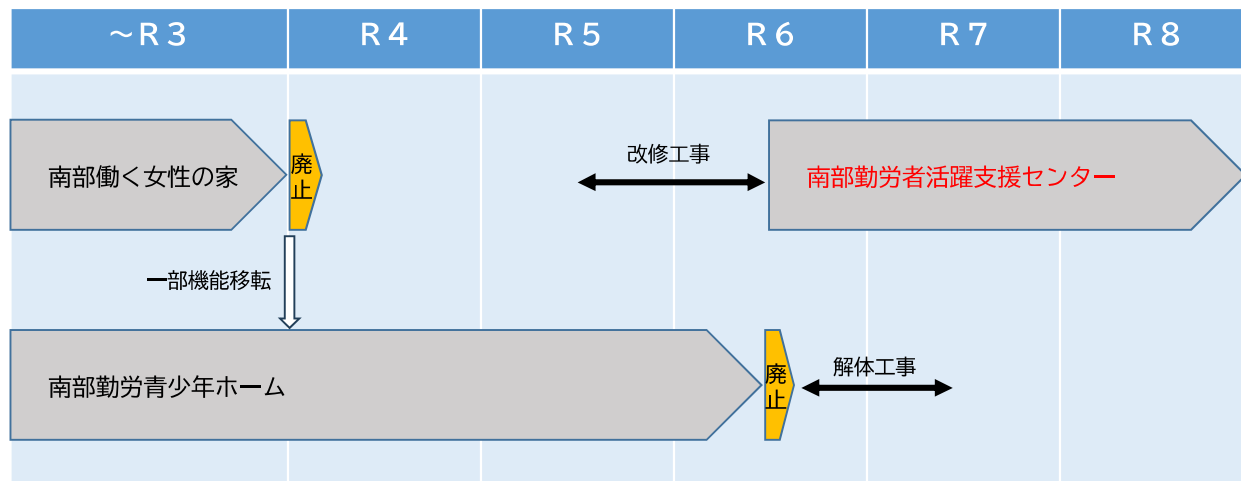 ～Ｒ３
Ｒ４
Ｒ５
Ｒ６
Ｒ７
Ｒ８
南部働く女性の家
廃
止
改修工事
南部勤労者活躍支援センター
一部機能移転
南部勤労青少年ホーム
廃
止
解体工事